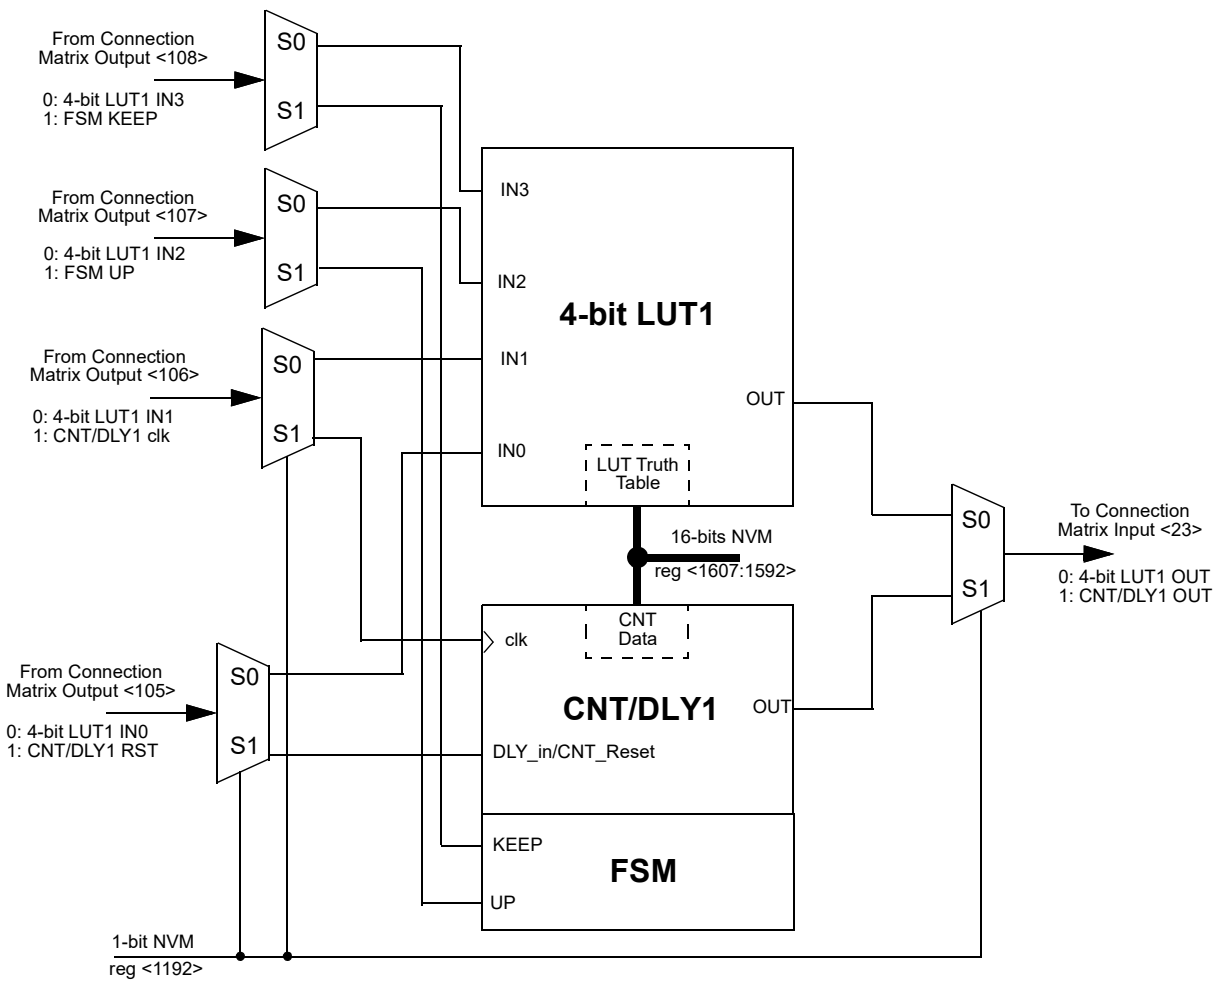 From Connection
Matrix Output <108>
0: 4-bit LUT1 IN3
1: FSM KEEP
S0
S1
From Connection
Matrix Output <107>
0: 4-bit LUT1 IN2
1: FSM UP
S0
S1
From Connection
Matrix Output <106>
0: 4-bit LUT1 IN1
1: CNT/DLY1 clk
S0
S1
From Connection
Matrix Output <105>
0: 4-bit LUT1 IN0
1: CNT/DLY1 RST
S0
S1
IN3
IN2
IN1
IN0
4-bit LUT1
OUT
LUT Truth
Table
16-bits NVM
reg <1607:1592>
CNT
Data
clk
CNT/DLY1
OUT
DLY_in/CNT_Reset
KEEP
FSM
UP
S0
S1
To Connection
Matrix Input <23>
0: 4-bit LUT1 OUT
1: CNT/DLY1 OUT
1-bit NVM
reg <1192>